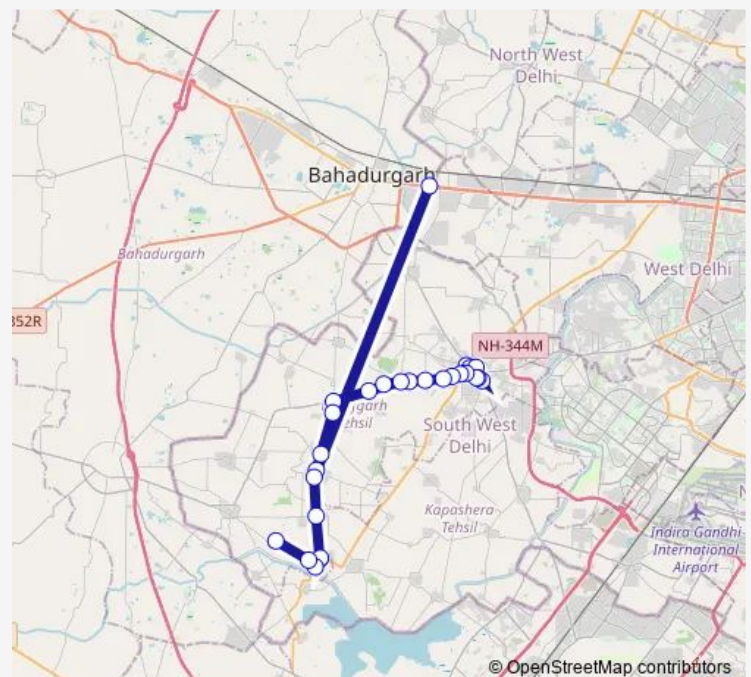 North West
Delhi
Bahadurgarh
Bahadurgarh
West Delhi
352R
NH-344M
ehsil
South West
Delhi
Kapashera
Tehsil
Indira Gandhi
International
Airport
© OpenStreetMap contributors